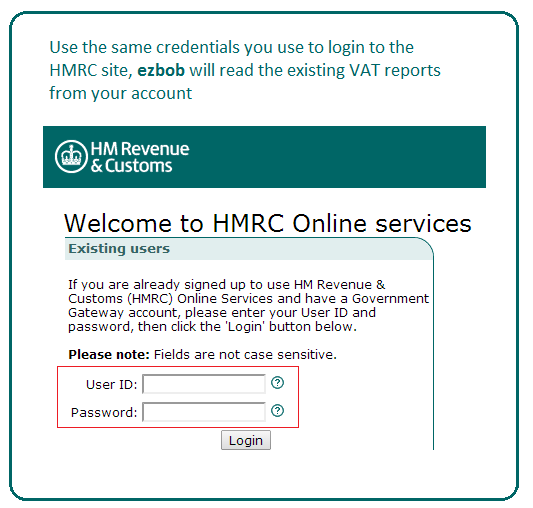 Use the same credentials you use to login to the
HMRC site, ezbob will read the existing VAT reports
from your account
HM Revenue
& Customs
Welcome to HMRC Online services
Existing users
If you are already signed up to use HM Revenue &
Customs (HMRC) Online Services and have a Government
Gateway account, please enter your User ID and
password, then click the 'Login' button below.
Please note: Fields are not case sensitive.
User ID: ?
Password: ?
Login